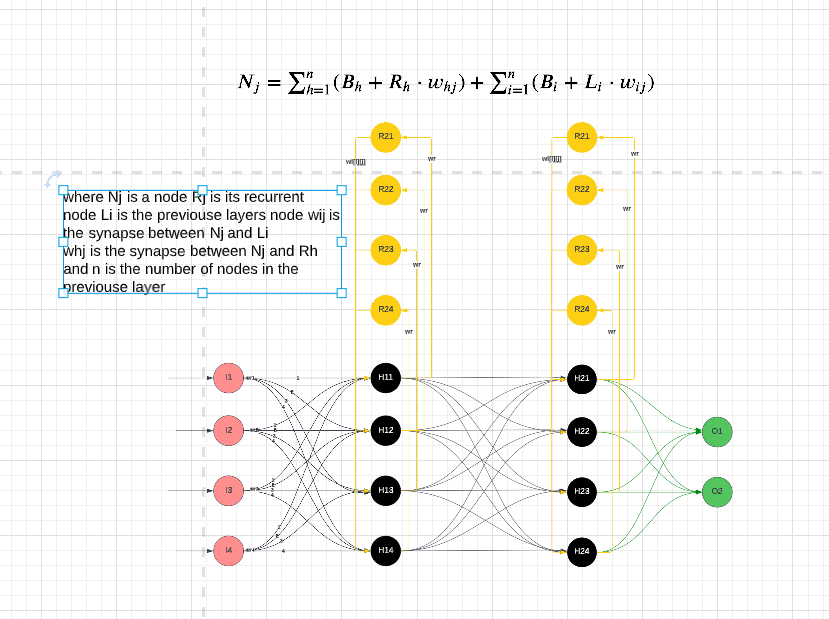 N_j = ∑_{h=1}^{n} (B_h + R_h · w_{hj}) + ∑_{i=1}^{n} (B_i + L_i · w_{ij})
R21 R21
wl[i][j] wr wl[i][j] wr
where Nj is a node Rj is its recurrent
node Li is the previouse layers node wij is
the synapse between Nj and Li
whj is the synapse between Nj and Rh
and n is the number of nodes in the
previouse layer
R22 R22
wr wr
R23 R23
wr wr
R24 R24
wr wr
I1 H11 H21
I2 H12 H22 O1
I3 H13 H23 O2
I4 H14 H24